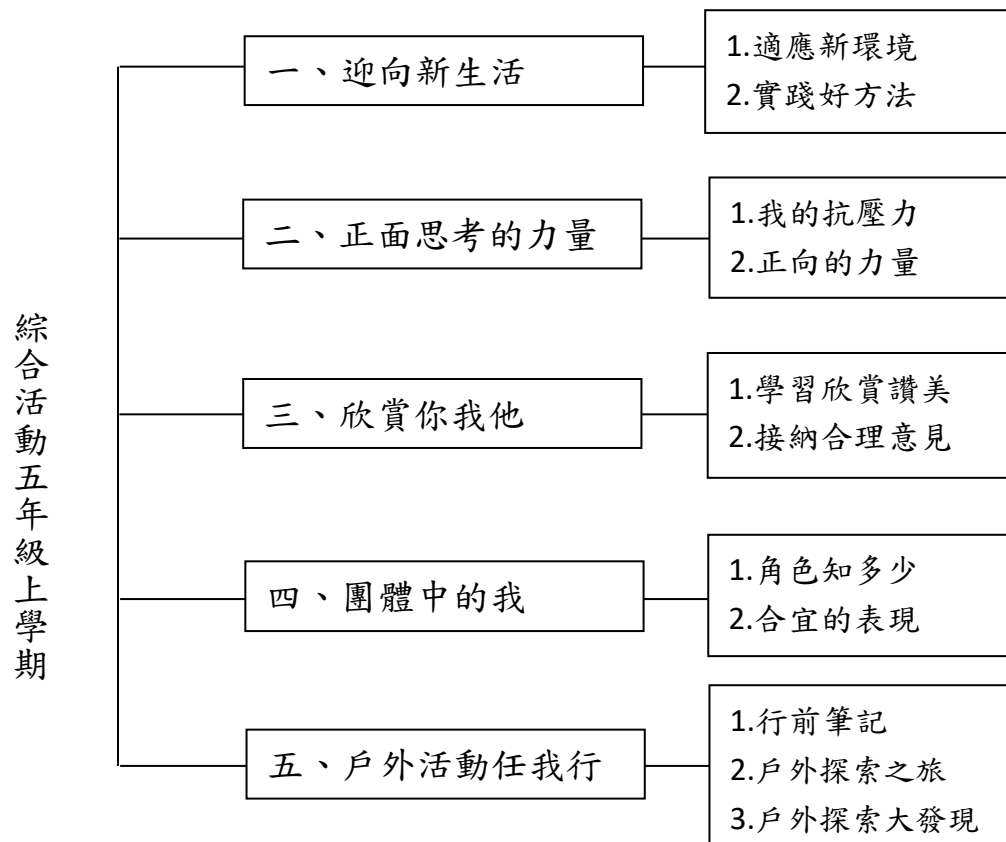 綜合活動五年級上學期
一、迎向新生活
1.適應新環境
2.實踐好方法
二、正面思考的力量
1.我的抗壓力
2.正向的力量
三、欣賞你我他
1.學習欣賞讚美
2.接納合理意見
四、團體中的我
1.角色知多少
2.合宜的表現
五、戶外活動任我行
1.行前筆記
2.戶外探索之旅
3.戶外探索大發現